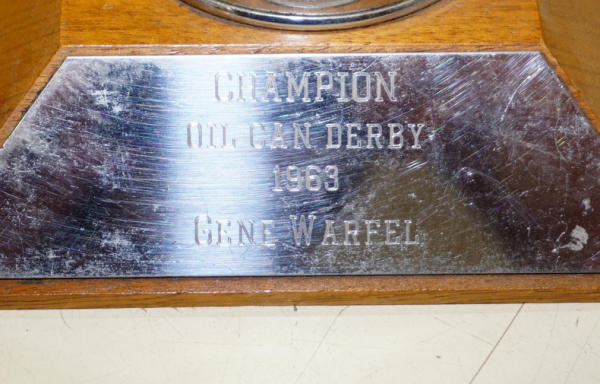 CHAMPION
OIL CAN DERBY
1963
GENE WARFEL